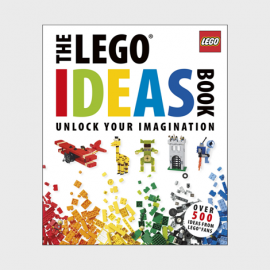 THE LEGO®
LEGO
IDEAS
BOOK
UNLOCK YOUR IMAGINATION
OVER
500
IDEAS FROM
LEGO® FANS